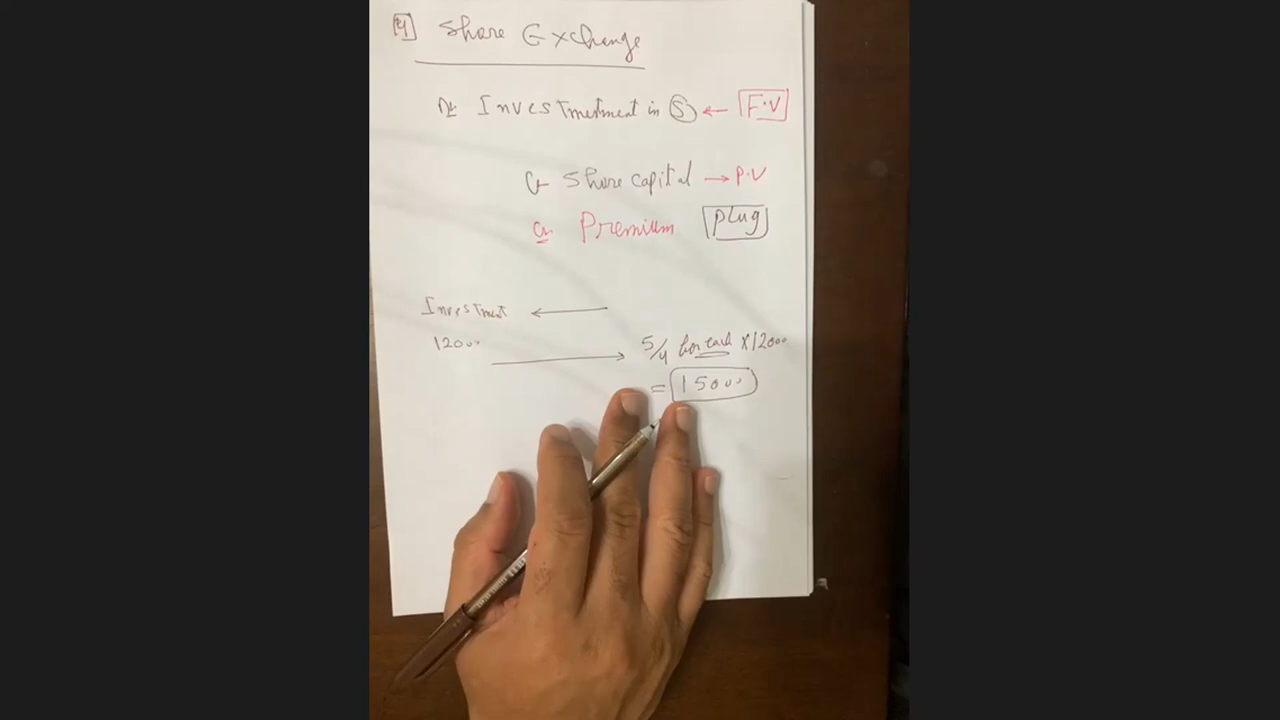 4 Share Exchange
Dr Investment in S ← F.V
Cr Share capital → P.V
Cr Premium Plug
Investment ←
12000 → 5/4 for each × 12000
= 15000